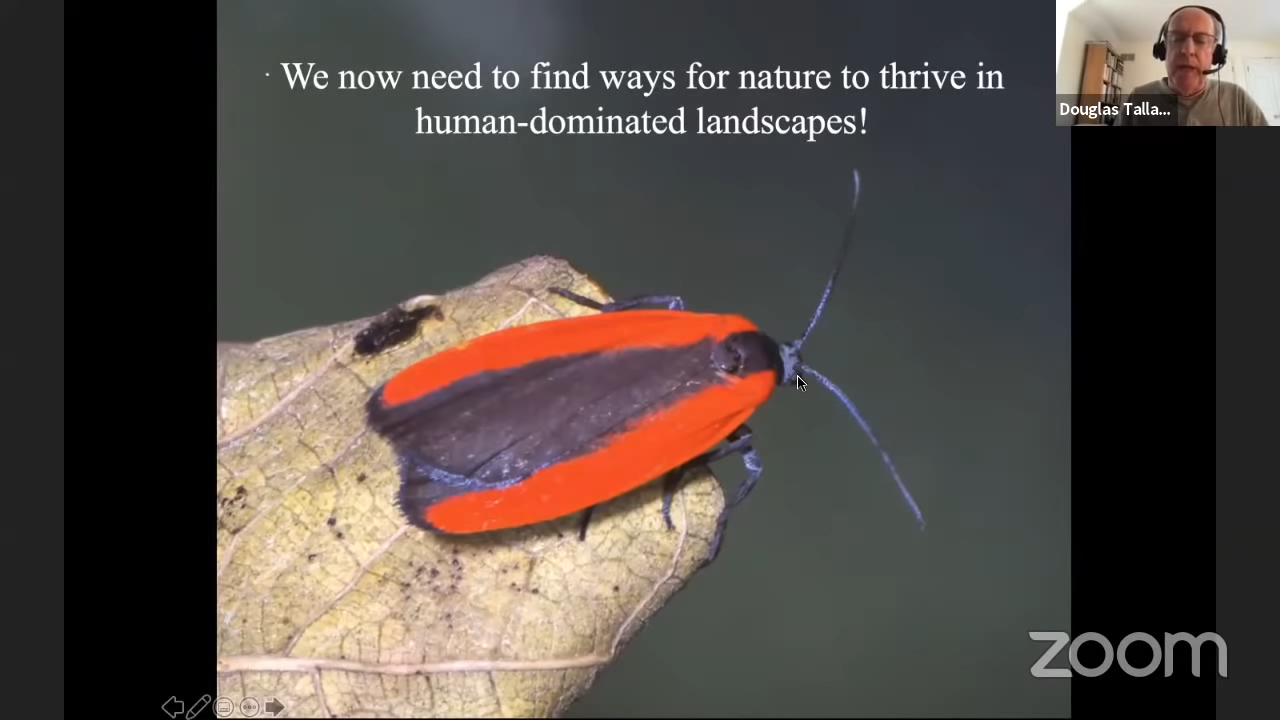 · We now need to find ways for nature to thrive in
human-dominated landscapes!
Douglas Talla...
zoom